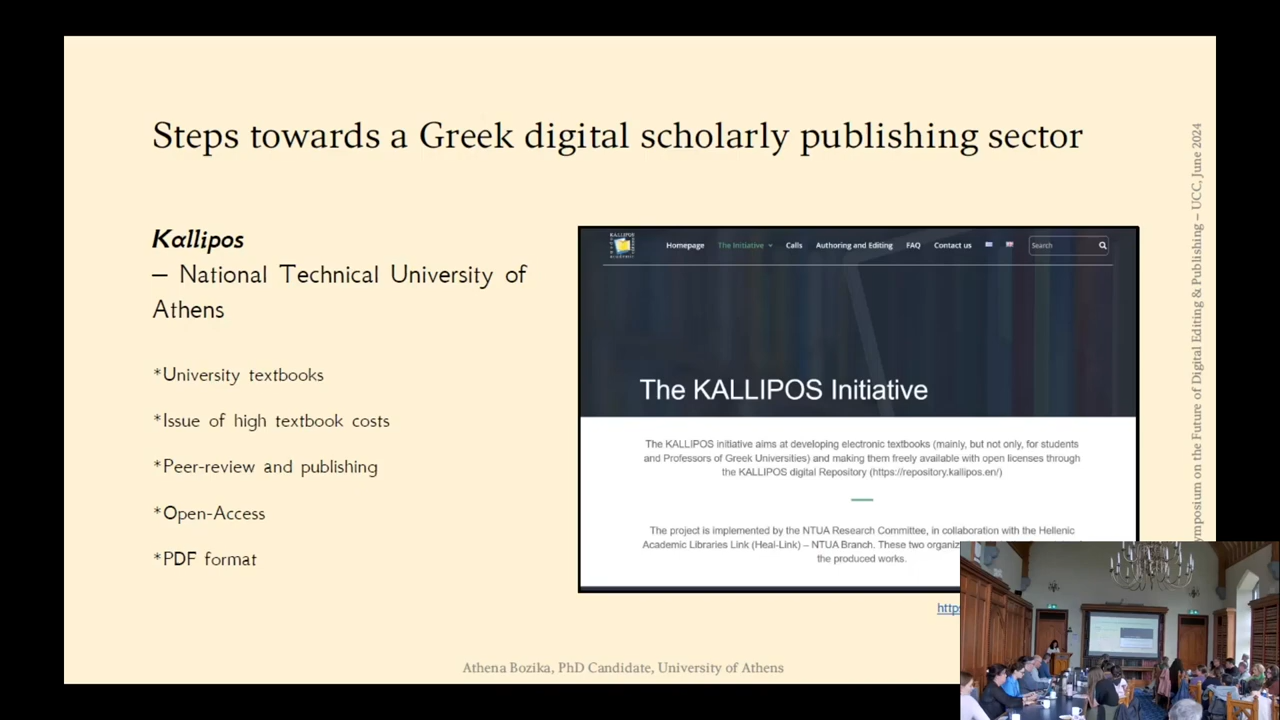 Steps towards a Greek digital scholarly publishing sector
Kallipos
– National Technical University of
Athens
*University textbooks
*Issue of high textbook costs
*Peer-review and publishing
*Open-Access
*PDF format
KALLIPOS
Homepage The Initiative Calls Authoring and Editing FAQ Contact us Search
The KALLIPOS Initiative
The KALLIPOS initiative aims at developing electronic textbooks (mainly, but not only, for students
and Professors of Greek Universities) and making them freely available with open licenses through
the KALLIPOS digital Repository (https://repository.kallipos.en/)
The project is implemented by the NTUA Research Committee, in collaboration with the Hellenic
Academic Libraries Link (Heal-Link) – NTUA Branch. These two organiz
the produced works.
https
Athena Bozika, PhD Candidate, University of Athens
ymposium on the Future of Digital Editing & Publishing – UCC, June 2024